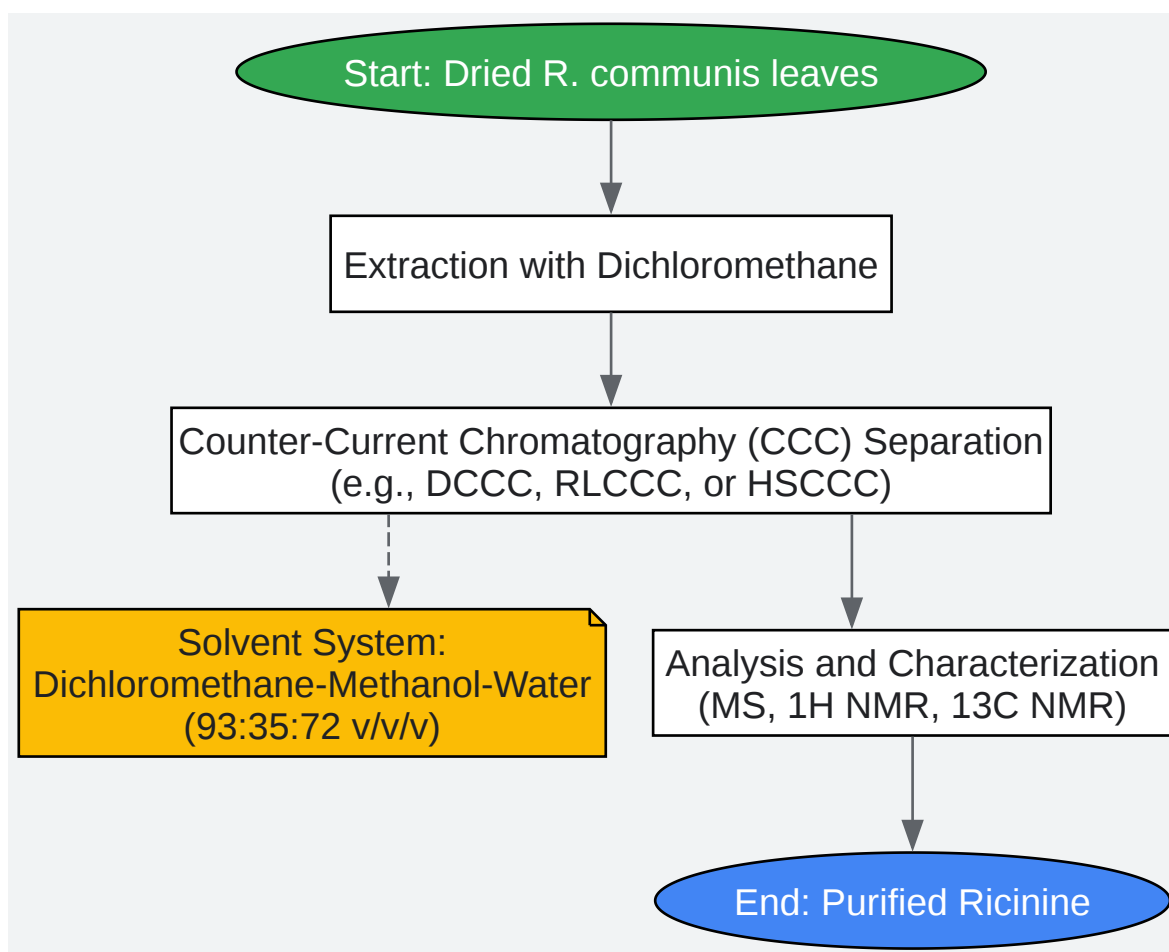 Start: Dried R. communis leaves
Extraction with Dichloromethane
Counter-Current Chromatography (CCC) Separation
(e.g., DCCC, RLCCC, or HSCCC)
Solvent System:
Dichloromethane-Methanol-Water
(93:35:72 v/v/v)
Analysis and Characterization
(MS, 1H NMR, 13C NMR)
End: Purified Ricinine